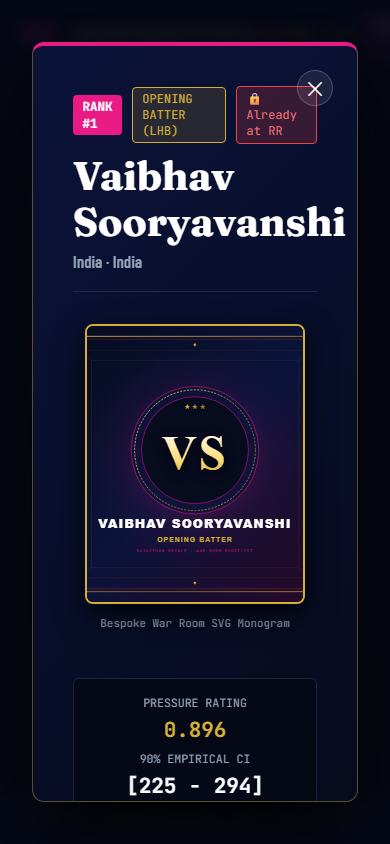 RANK
#1
OPENING
BATTER
(LHB)
🔒
Already
at RR
Vaibhav
Sooryavanshi
India · India
★★★
VS
VAIBHAV SOORYAVANSHI
OPENING BATTER
Bespoke War Room SVG Monogram
PRESSURE RATING
0.896
90% EMPIRICAL CI
[225 - 294]